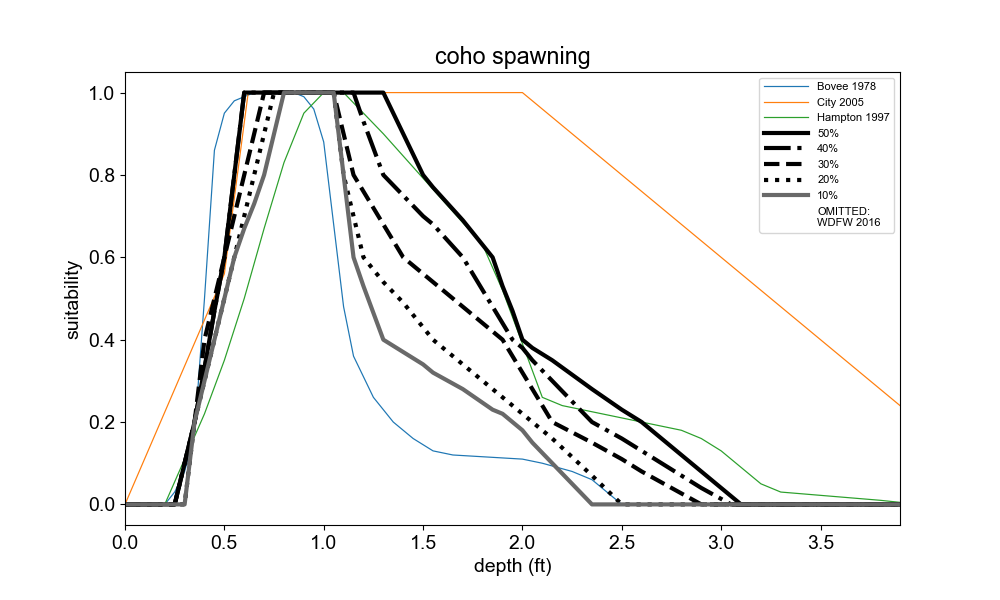 coho spawning
suitability
1.0
0.8
0.6
0.4
0.2
0.0
0.0 0.5 1.0 1.5 2.0 2.5 3.0 3.5
depth (ft)
Bovee 1978
City 2005
Hampton 1997
50%
40%
30%
20%
10%
OMITTED:
WDFW 2016